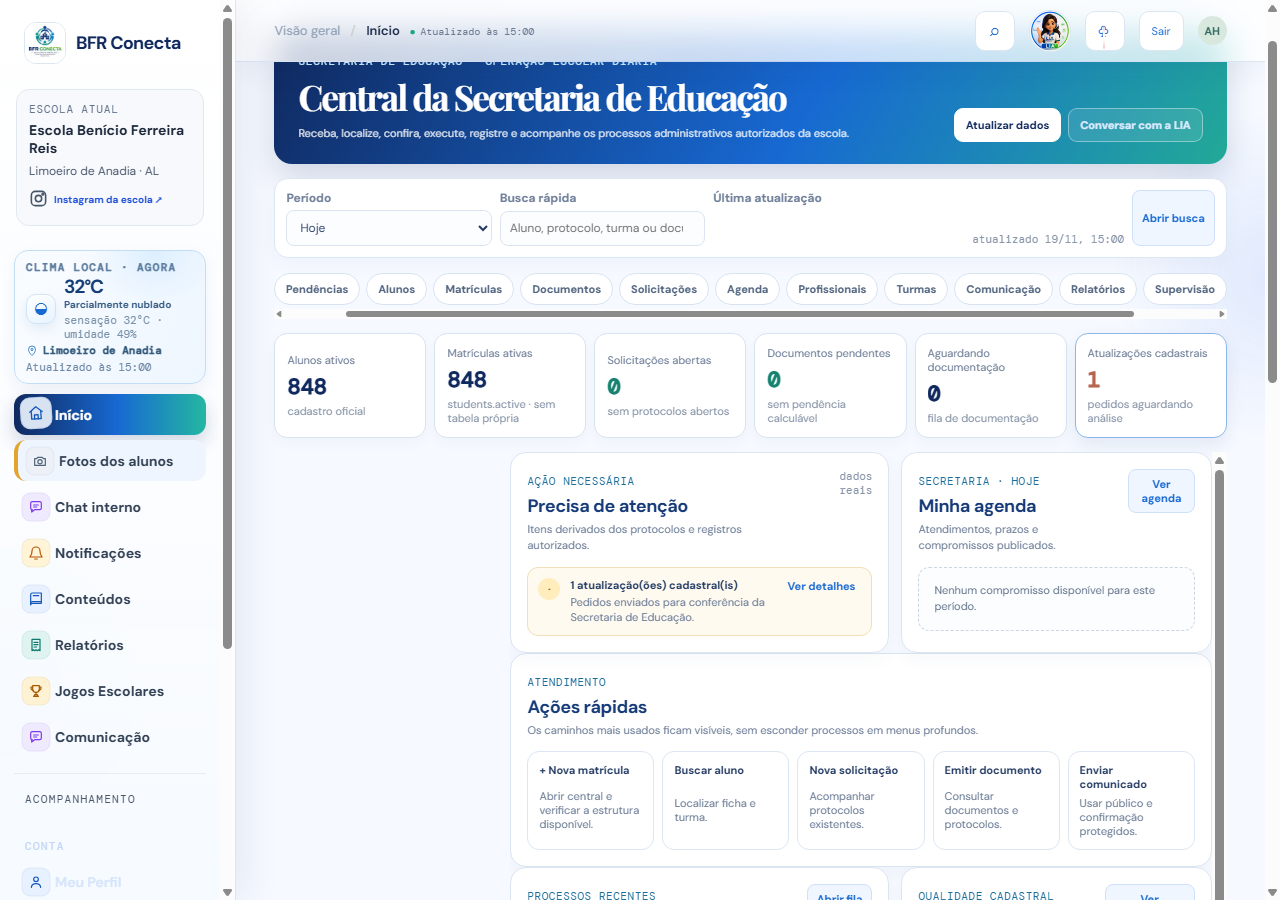 BFR CONECTA
BFR Conecta
ESCOLA ATUAL
Escola Benício Ferreira
Reis
Limoeiro de Anadia · AL
Instagram da escola ↗
CLIMA LOCAL · AGORA
32°C
Parcialmente nublado
sensação 32°C ·
umidade 49%
Limoeiro de Anadia
Atualizado às 15:00
Início
Fotos dos alunos
Chat interno
Notificações
Conteúdos
Relatórios
Jogos Escolares
Comunicação
ACOMPANHAMENTO
CONTA
Meu Perfil
Visão geral / Início Atualizado às 15:00
LIA
Sair
AH
Central da Secretaria de Educação
Receba, localize, confira, execute, registre e acompanhe os processos administrativos autorizados da escola.
Atualizar dados
Conversar com a LIA
Período
Hoje
Busca rápida
Aluno, protocolo, turma ou docu
Última atualização
atualizado 19/11, 15:00
Abrir busca
Pendências
Alunos
Matrículas
Documentos
Solicitações
Agenda
Profissionais
Turmas
Comunicação
Relatórios
Supervisão
Alunos ativos
848
cadastro oficial
Matrículas ativas
848
students.active · sem
tabela própria
Solicitações abertas
0
sem protocolos abertos
Documentos pendentes
0
sem pendência
calculável
Aguardando
documentação
0
fila de documentação
Atualizações cadastrais
1
pedidos aguardando
análise
AÇÃO NECESSÁRIA
Precisa de atenção
Itens derivados dos protocolos e registros
autorizados.
dados
reais
1 atualização(ões) cadastral(is)
Pedidos enviados para conferência da
Secretaria de Educação.
Ver detalhes
SECRETARIA · HOJE
Minha agenda
Atendimentos, prazos e
compromissos publicados.
Ver
agenda
Nenhum compromisso disponível para este
período.
ATENDIMENTO
Ações rápidas
Os caminhos mais usados ficam visíveis, sem esconder processos em menus profundos.
+ Nova matrícula
Abrir central e
verificar a estrutura
disponível.
Buscar aluno
Localizar ficha e
turma.
Nova solicitação
Acompanhar
protocolos
existentes.
Emitir documento
Consultar
documentos e
protocolos.
Enviar
comunicado
Usar público e
confirmação
protegidos.
PROCESSOS RECENTES
Abrir fila
QUALIDADE CADASTRAL
Ver